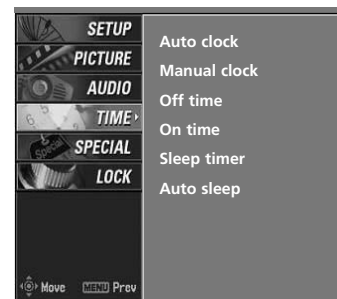 SETUP
PICTURE
AUDIO
TIME
SPECIAL
LOCK
Move MENU Prev
Auto clock
Manual clock
Off time
On time
Sleep timer
Auto sleep